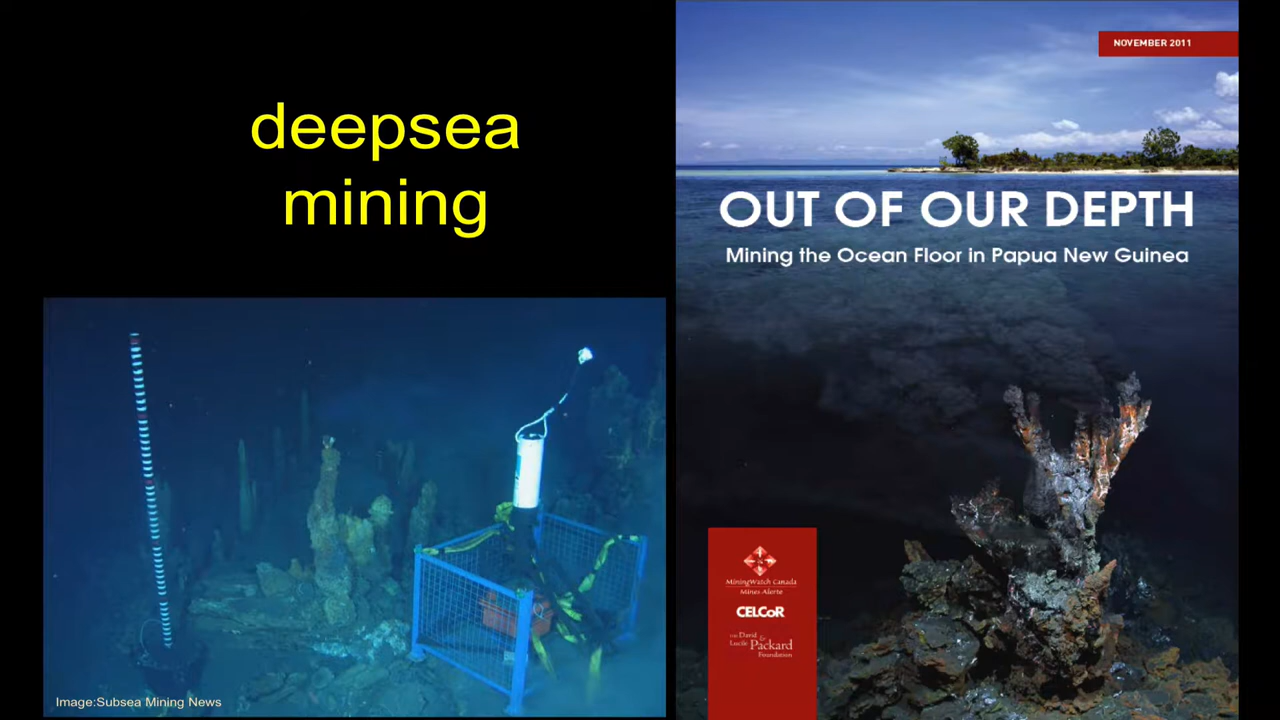 deepsea
mining
Image:Subsea Mining News
NOVEMBER 2011
OUT OF OUR DEPTH
Mining the Ocean Floor in Papua New Guinea
MiningWatch Canada
Mines Alerte
CELCoR
THE David &
Lucile Packard
Foundation